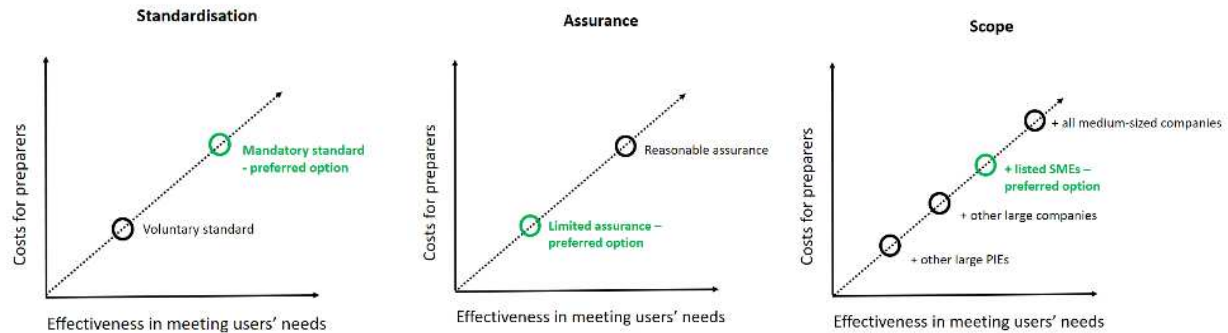 Standardisation
Costs for preparers
Mandatory standard
- preferred option
Voluntary standard
Effectiveness in meeting users' needs
Assurance
Costs for preparers
Reasonable assurance
Limited assurance –
preferred option
Effectiveness in meeting users' needs
Scope
Costs for preparers
+ all medium-sized companies
+ listed SMEs –
preferred option
+ other large companies
+ other large PIEs
Effectiveness in meeting users' needs